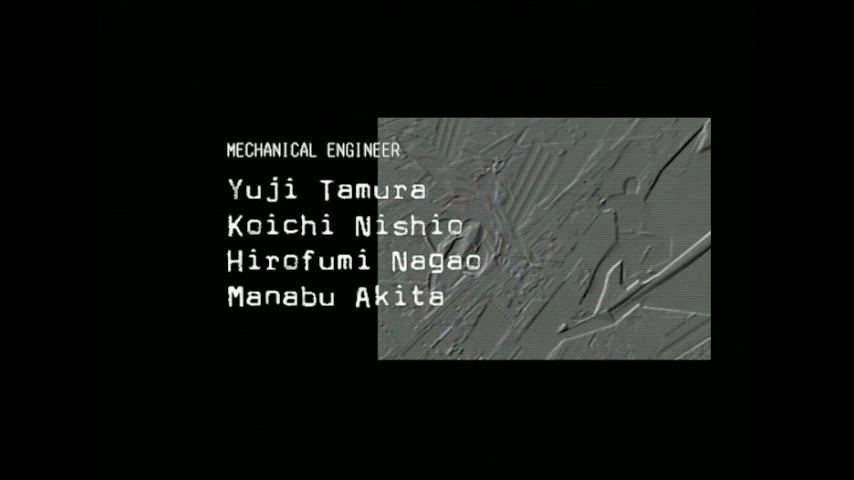 MECHANICAL ENGINEER
Yuji Tamura
Koichi Nishio
Hirofumi Nagao
Manabu Akita